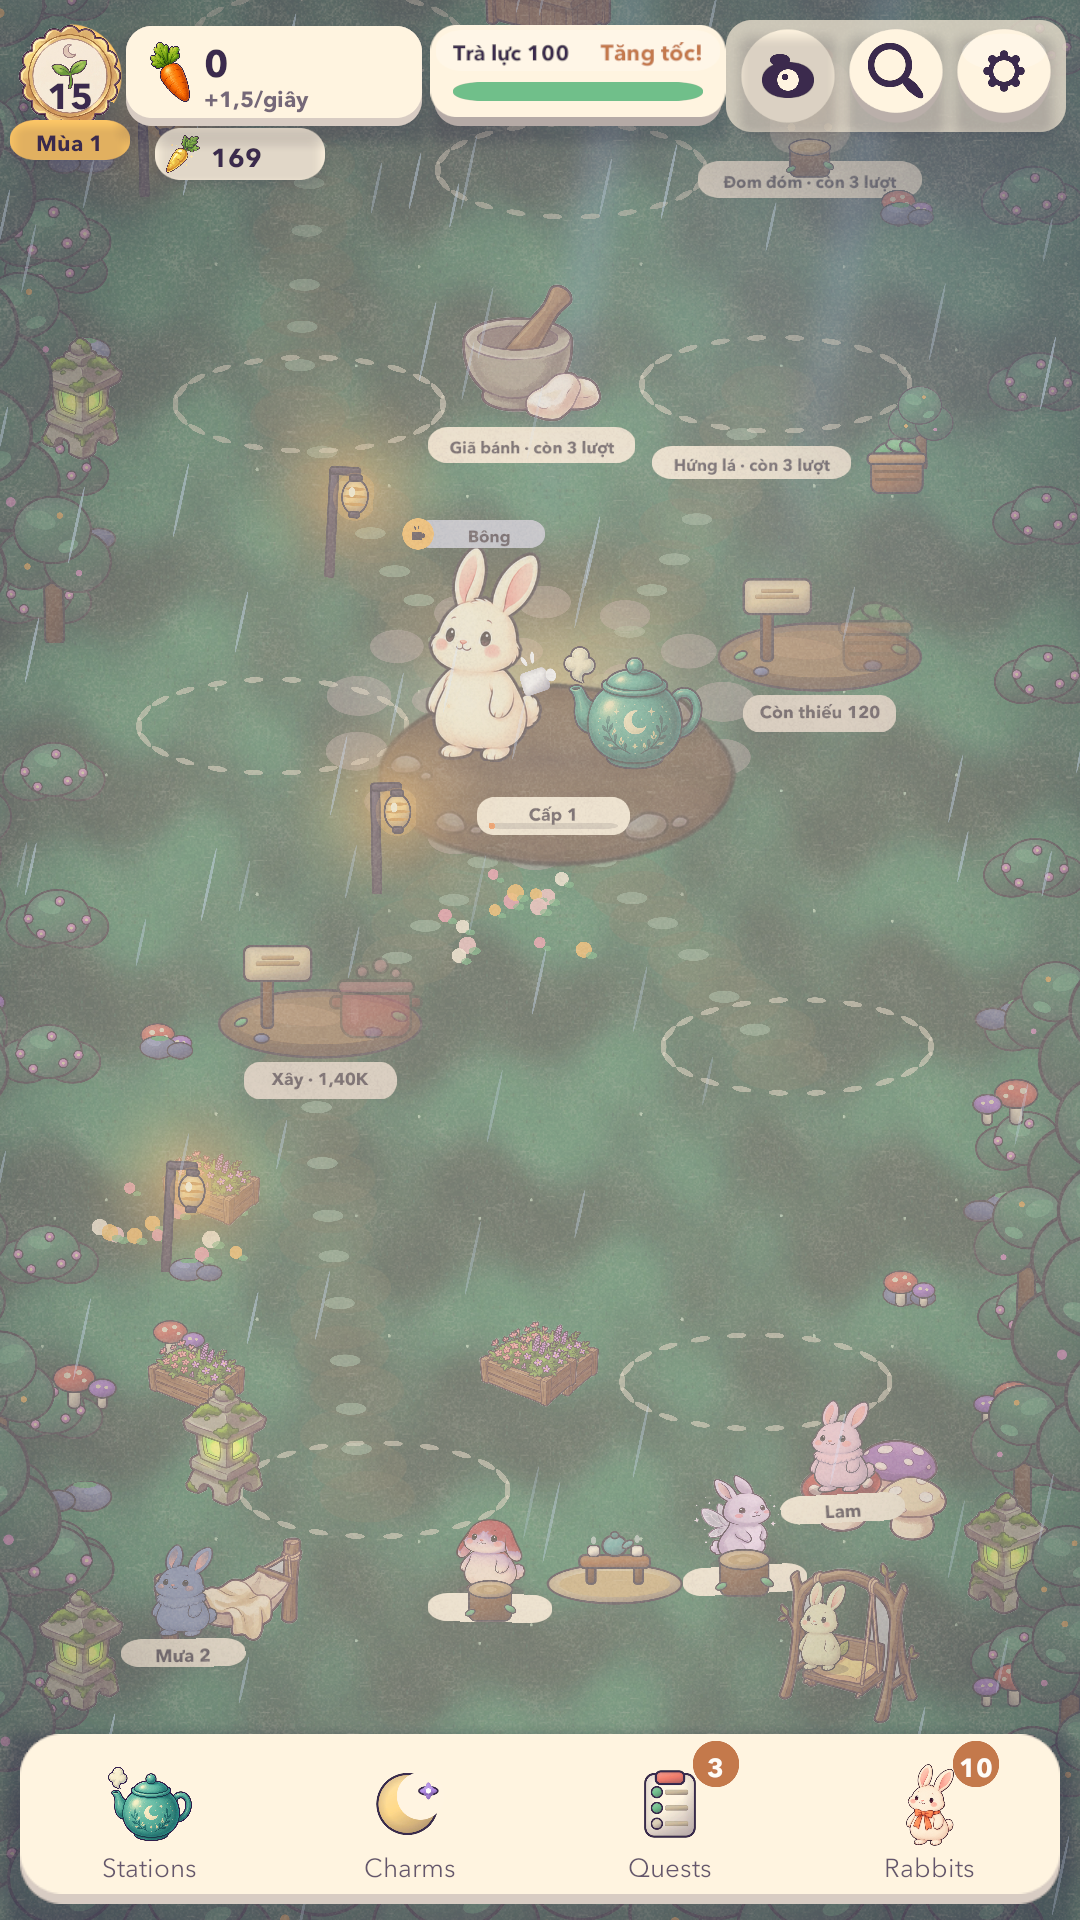 15
Mùa 1
0
+1,5/giây
169
Trà lực 100 Tăng tốc!
Đom đóm · còn 3 lượt
Giã bánh · còn 3 lượt
Hứng lá · còn 3 lượt
Bông
Còn thiếu 120
Cấp 1
Xây · 1,40K
Lam
Mưa 2
3
10
Stations
Charms
Quests
Rabbits